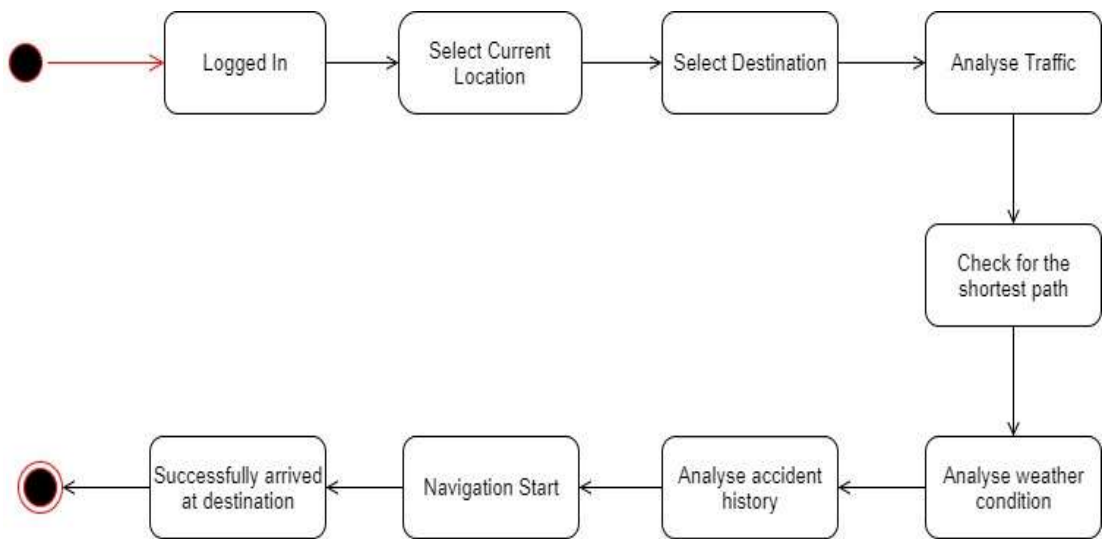 Logged In
Select Current
Location
Select Destination
Analyse Traffic
Check for the
shortest path
Analyse weather
condition
Analyse accident
history
Navigation Start
Successfully arrived
at destination